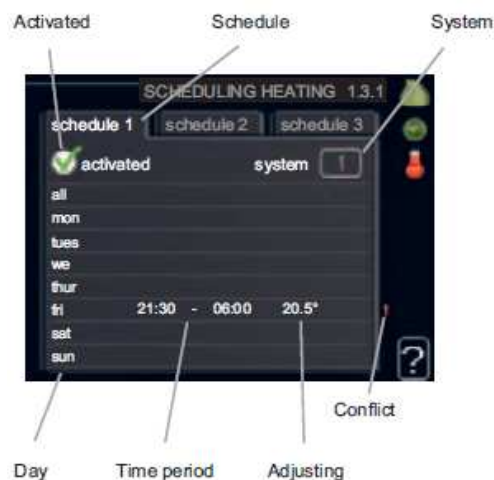 Activated Schedule System
SCHEDULING HEATING 1.3.1
schedule 1 schedule 2 schedule 3
activated system 1
all
mon
tues
we
thur
fri 21:30 - 06:00 20.5°
sat
sun
?
Conflict
Day Time period Adjusting